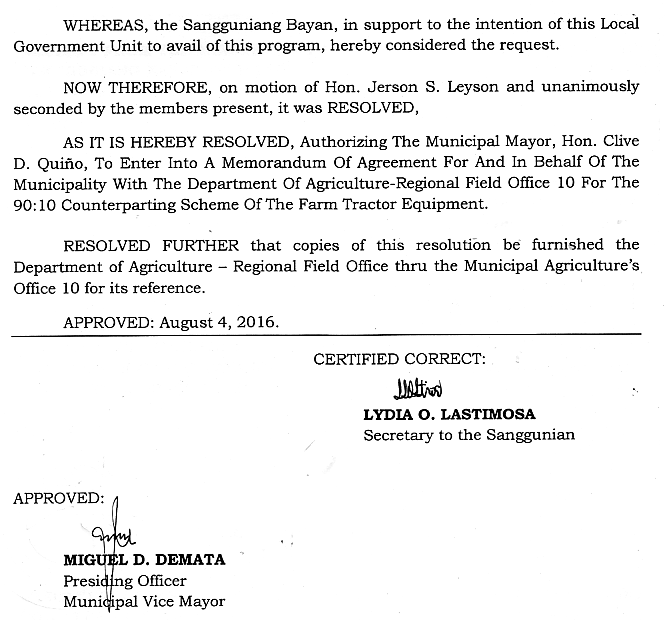 WHEREAS, the Sangguniang Bayan, in support to the intention of this Local
Government Unit to avail of this program, hereby considered the request.
NOW THEREFORE, on motion of Hon. Jerson S. Leyson and unanimously
seconded by the members present, it was RESOLVED,
AS IT IS HEREBY RESOLVED, Authorizing The Municipal Mayor, Hon. Clive
D. Quiño, To Enter Into A Memorandum Of Agreement For And In Behalf Of The
Municipality With The Department Of Agriculture-Regional Field Office 10 For The
90:10 Counterparting Scheme Of The Farm Tractor Equipment.
RESOLVED FURTHER that copies of this resolution be furnished the
Department of Agriculture – Regional Field Office thru the Municipal Agriculture's
Office 10 for its reference.
APPROVED: August 4, 2016.
CERTIFIED CORRECT:
LYDIA O. LASTIMOSA
Secretary to the Sanggunian
APPROVED:
MIGUEL D. DEMATA
Presiding Officer
Municipal Vice Mayor